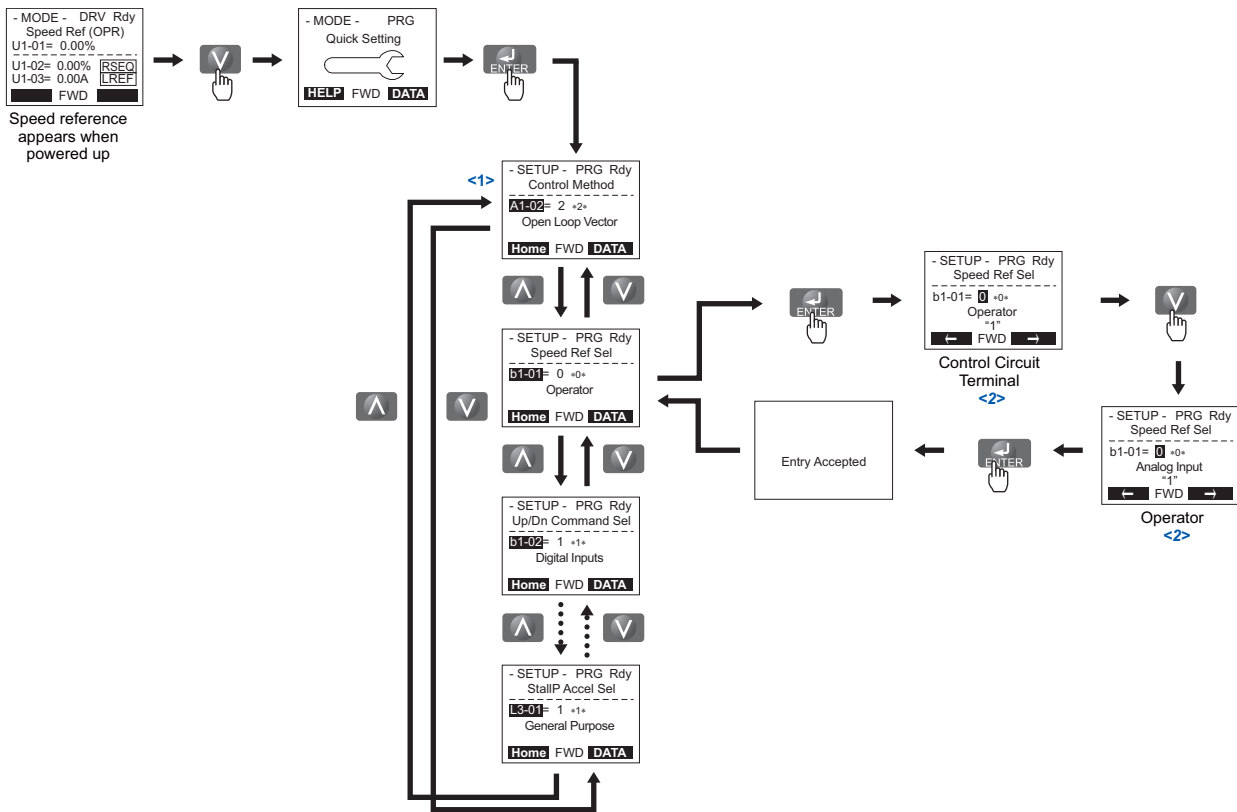 - MODE - DRV Rdy
Speed Ref (OPR)
U1-01= 0.00%
U1-02= 0.00% RSEQ
U1-03= 0.00A LREF
FWD
Speed reference
appears when
powered up
- MODE - PRG
Quick Setting
HELP FWD DATA
ENTER
<1>
- SETUP - PRG Rdy
Control Method
A1-02= 2 *2*
Open Loop Vector
Home FWD DATA
- SETUP - PRG Rdy
Speed Ref Sel
b1-01= 0 *0*
Operator
Home FWD DATA
- SETUP - PRG Rdy
Up/Dn Command Sel
b1-02= 1 *1*
Digital Inputs
Home FWD DATA
- SETUP - PRG Rdy
StallP Accel Sel
L3-01= 1 *1*
General Purpose
Home FWD DATA
ENTER
- SETUP - PRG Rdy
Speed Ref Sel
b1-01= 0 *0*
Operator
“1”
← FWD →
Control Circuit
Terminal
<2>
- SETUP - PRG Rdy
Speed Ref Sel
b1-01= 0 *0*
Analog Input
“1”
← FWD →
Operator
<2>
ENTER
Entry Accepted